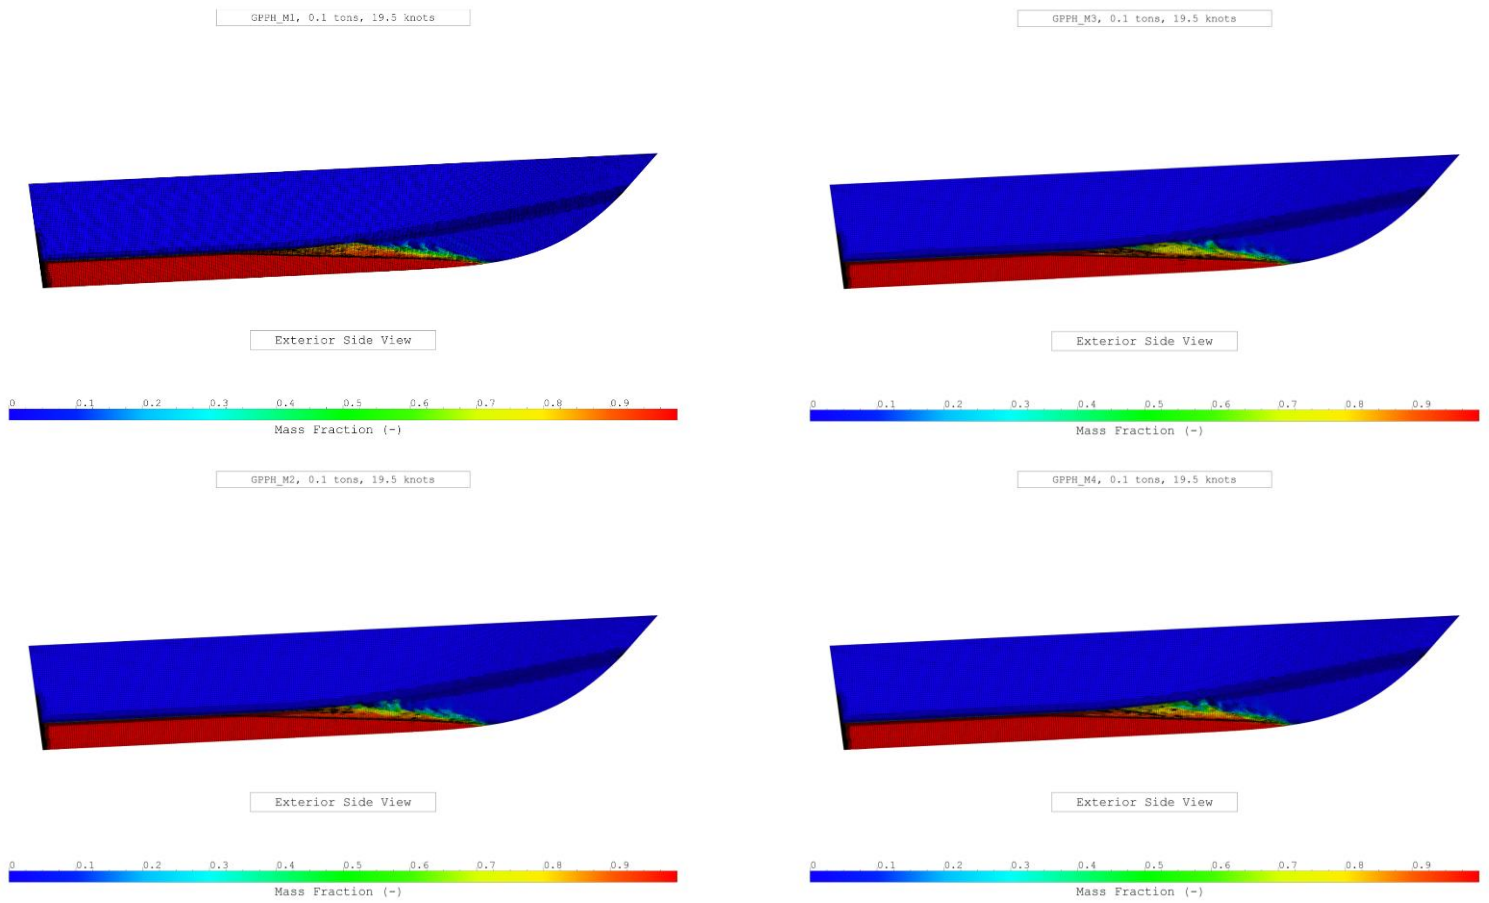 GPPH_M1, 0.1 tons, 19.5 knots
Exterior Side View
0 0.1 0.2 0.3 0.4 0.5 0.6 0.7 0.8 0.9
Mass Fraction (-)
GPPH_M3, 0.1 tons, 19.5 knots
Exterior Side View
0 0.1 0.2 0.3 0.4 0.5 0.6 0.7 0.8 0.9
Mass Fraction (-)
GPPH_M2, 0.1 tons, 19.5 knots
Exterior Side View
0 0.1 0.2 0.3 0.4 0.5 0.6 0.7 0.8 0.9
Mass Fraction (-)
GPPH_M4, 0.1 tons, 19.5 knots
Exterior Side View
0 0.1 0.2 0.3 0.4 0.5 0.6 0.7 0.8 0.9
Mass Fraction (-)